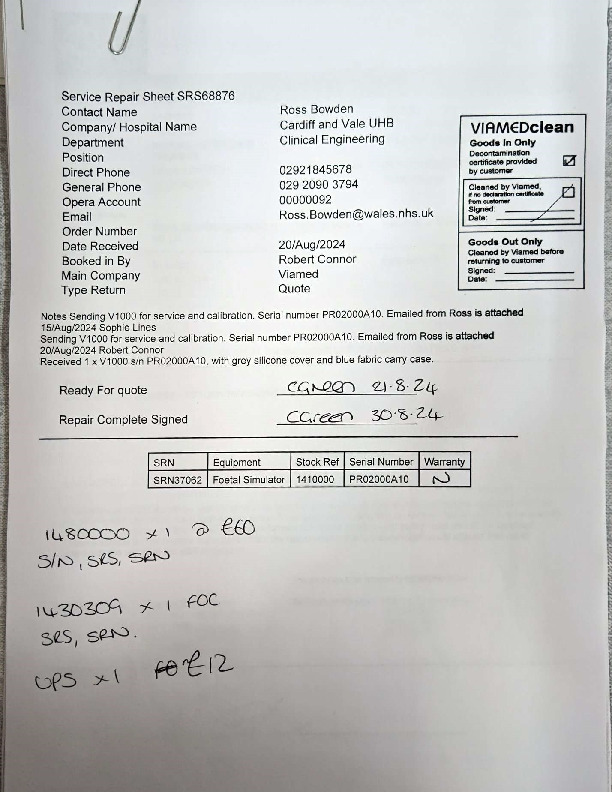 Service Repair Sheet SRS68876
Contact Name Ross Bowden
Company/ Hospital Name Cardiff and Vale UHB
Department Clinical Engineering
Position
Direct Phone 02921845678
General Phone 029 2090 3794
Opera Account 00000092
Email Ross.Bowden@wales.nhs.uk
Order Number
Date Received 20/Aug/2024
Booked in By Robert Connor
Main Company Viamed
Type Return Quote
VIAMEDclean
Goods In Only
Decontamination
certificate provided
by customer
Cleaned by Viamed,
if no declaration certificate
from customer
Signed:
Date:
Goods Out Only
Cleaned by Viamed before
returning to customer
Signed:
Date:
Notes Sending V1000 for service and calibration. Serial number PR02000A10. Emailed from Ross is attached
15/Aug/2024 Sophie Lines
Sending V1000 for service and calibration. Serial number PR02000A10. Emailed from Ross is attached
20/Aug/2024 Robert Connor
Received 1 x V1000 s/n PR02000A10, with grey silicone cover and blue fabric carry case.
Ready For quote CGreen 21.8.24
Repair Complete Signed CGreen 30.8.24
SRN Equipment Stock Ref Serial Number Warranty
SRN37062 Foetal Simulator 1410000 PR02000A10 N
1480000 x 1 @ £60
S/N, SRS, SRN
1430309 x 1 FOC
SRS, SRN.
UPS x1 £12